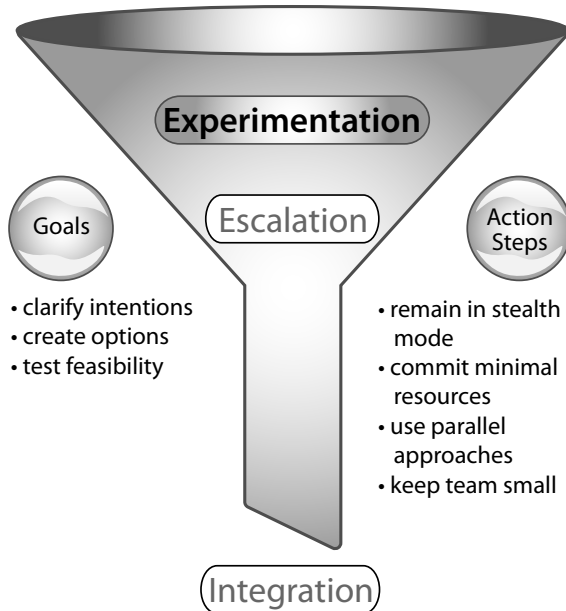 Experimentation
Escalation
Goals
• clarify intentions
• create options
• test feasibility
Action
Steps
• remain in stealth
mode
• commit minimal
resources
• use parallel
approaches
• keep team small
Integration